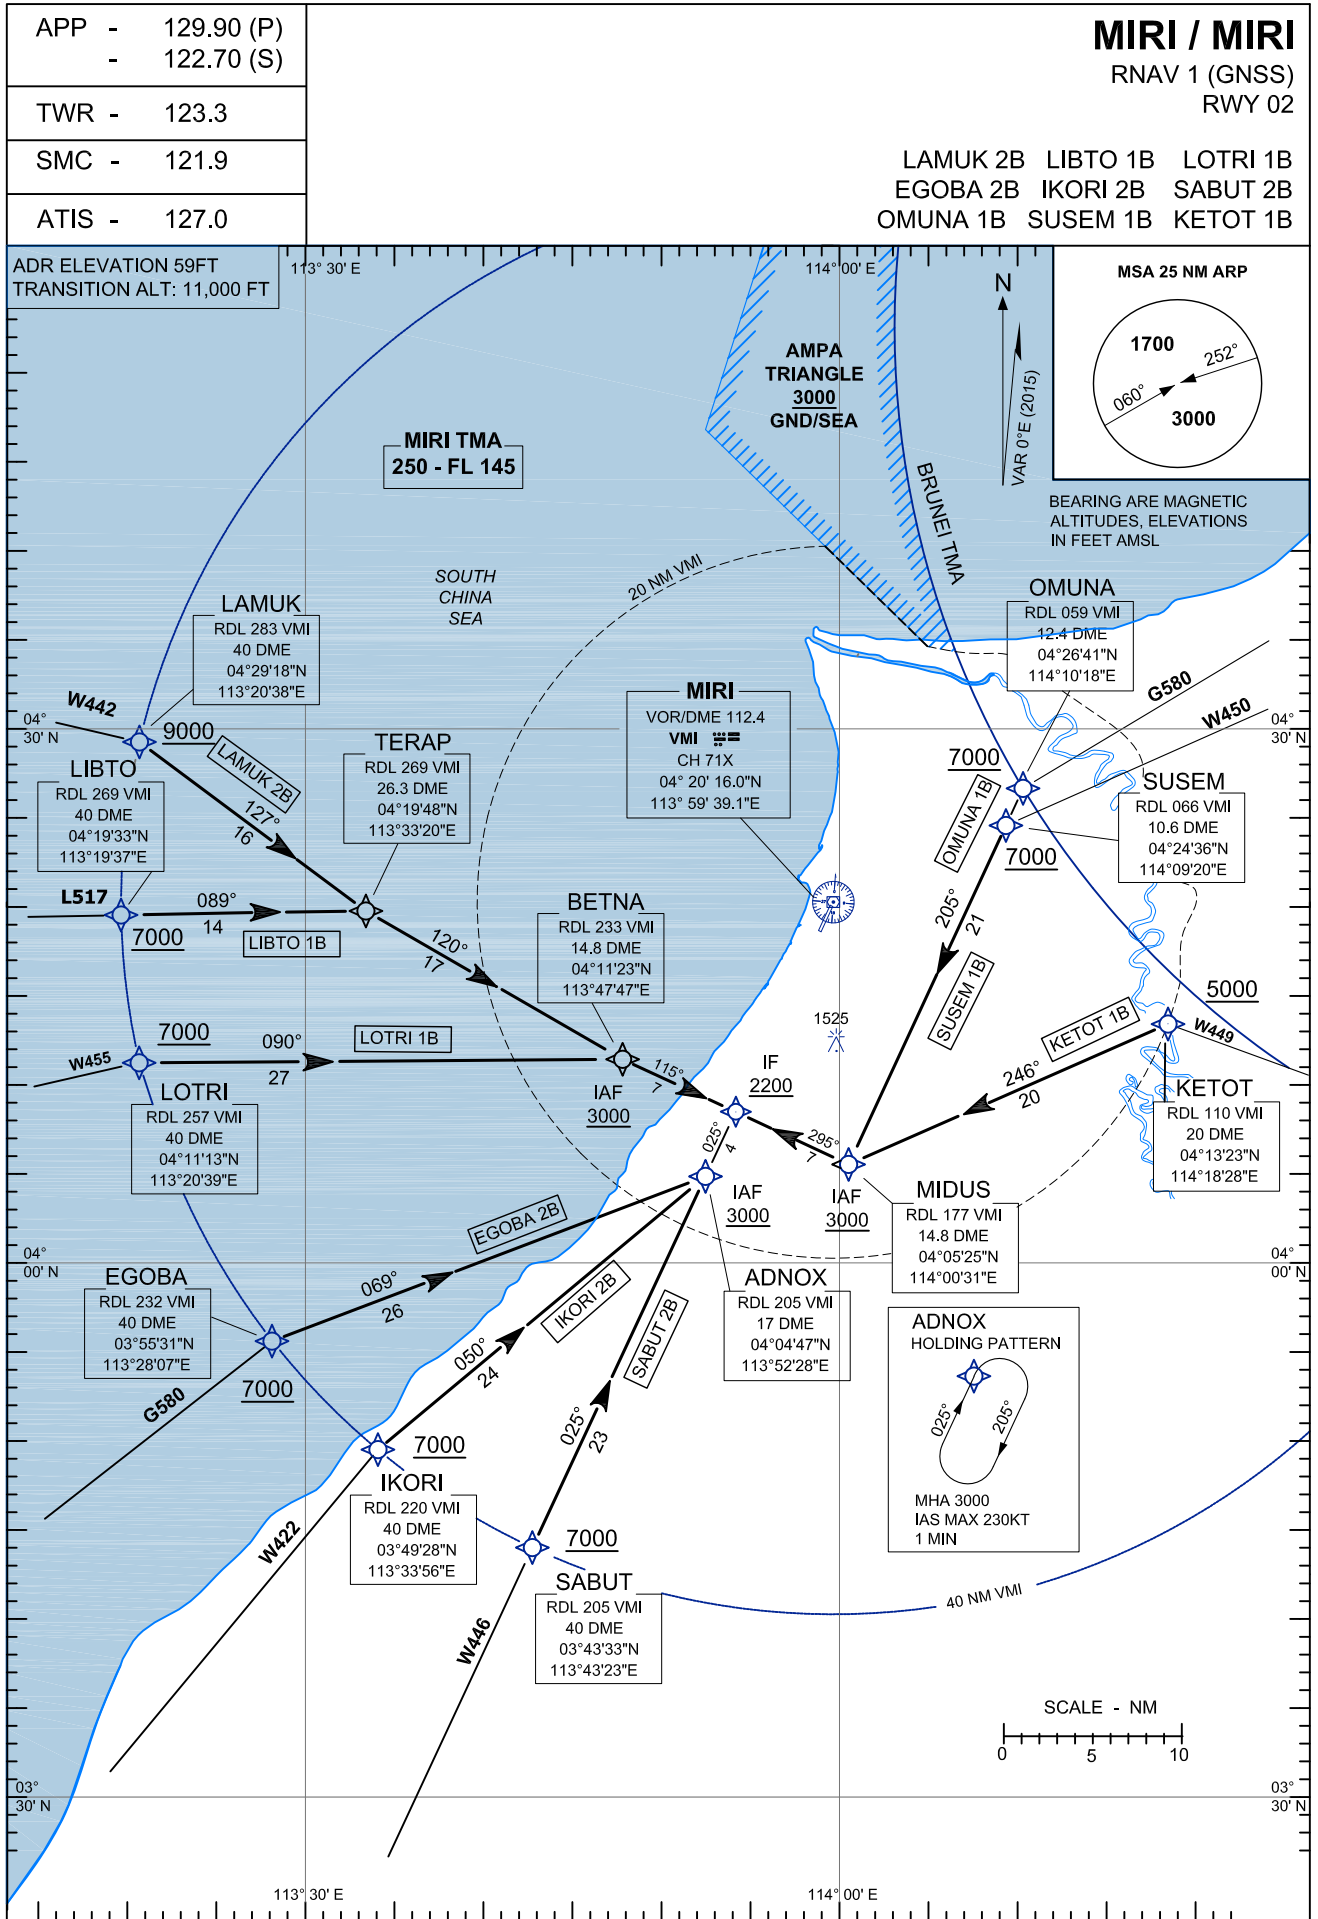 APP - 129.90 (P)
- 122.70 (S)
TWR - 123.3
SMC - 121.9
ATIS - 127.0
MIRI / MIRI
RNAV 1 (GNSS)
RWY 02
LAMUK 2B LIBTO 1B LOTRI 1B
EGOBA 2B IKORI 2B SABUT 2B
OMUNA 1B SUSEM 1B KETOT 1B
ADR ELEVATION 59FT
TRANSITION ALT: 11,000 FT
113° 30' E
114° 00' E
N
VAR 0°E (2015)
MSA 25 NM ARP
1700
252°
060°
3000
BEARING ARE MAGNETIC
ALTITUDES, ELEVATIONS
IN FEET AMSL
AMPA
TRIANGLE
3000
GND/SEA
MIRI TMA
250 - FL 145
BRUNEI TMA
SOUTH
CHINA
SEA
20 NM VMI
LAMUK
RDL 283 VMI
40 DME
04°29'18"N
113°20'38"E
W442
9000
04°
30' N
LAMUK 2B
127°
16
LIBTO
RDL 269 VMI
40 DME
04°19'33"N
113°19'37"E
L517
7000
089°
14
LIBTO 1B
TERAP
RDL 269 VMI
26.3 DME
04°19'48"N
113°33'20"E
120°
17
MIRI
VOR/DME 112.4
VMI
CH 71X
04° 20' 16.0"N
113° 59' 39.1"E
OMUNA
RDL 059 VMI
12.4 DME
04°26'41"N
114°10'18"E
G580
W450
04°
30' N
7000
OMUNA 1B
7000
SUSEM
RDL 066 VMI
10.6 DME
04°24'36"N
114°09'20"E
205°
21
SUSEM 1B
BETNA
RDL 233 VMI
14.8 DME
04°11'23"N
113°47'47"E
IAF
3000
115°
7
1525
IF
2200
5000
W449
KETOT 1B
246°
20
KETOT
RDL 110 VMI
20 DME
04°13'23"N
114°18'28"E
W455
7000
090°
27
LOTRI 1B
LOTRI
RDL 257 VMI
40 DME
04°11'13"N
113°20'39"E
025°
4
295°
7
IAF
3000
IAF
3000
MIDUS
RDL 177 VMI
14.8 DME
04°05'25"N
114°00'31"E
04°
00' N
04°
00' N
EGOBA
RDL 232 VMI
40 DME
03°55'31"N
113°28'07"E
G580
7000
069°
26
EGOBA 2B
ADNOX
RDL 205 VMI
17 DME
04°04'47"N
113°52'28"E
ADNOX
HOLDING PATTERN
025°
205°
MHA 3000
IAS MAX 230KT
1 MIN
050°
24
IKORI 2B
7000
IKORI
RDL 220 VMI
40 DME
03°49'28"N
113°33'56"E
W422
025°
23
SABUT 2B
7000
SABUT
RDL 205 VMI
40 DME
03°43'33"N
113°43'23"E
W446
40 NM VMI
SCALE - NM
0 5 10
03°
30' N
03°
30' N
113° 30' E
114° 00' E